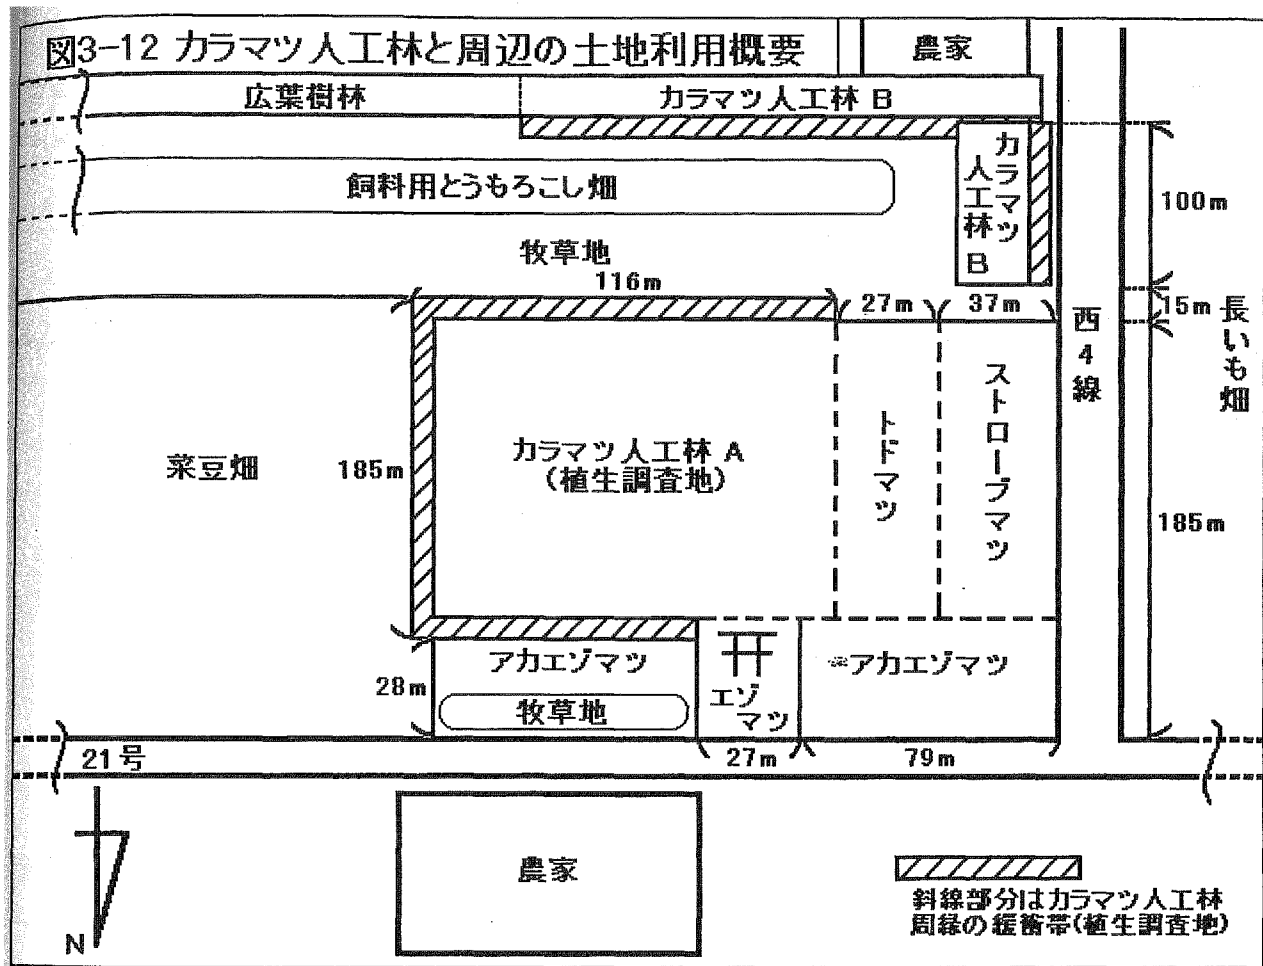 図3-12 カラマツ人工林と周辺の土地利用概要
農家
広葉樹林
カラマツ人工林 B
カラマツ
人工林 B
飼料用とうもろこし畑
100m
牧草地
116m
27m
37m
15m
西4線
長いも畑
カラマツ人工林 A
(植生調査地)
トドマツ
ストローブマツ
菜豆畑
185m
185m
アカエゾマツ
牧草地
28m
エゾ
マツ
アカエゾマツ
21号
27m
79m
農家
N
斜線部分はカラマツ人工林
周縁の緩衝帯(植生調査地)